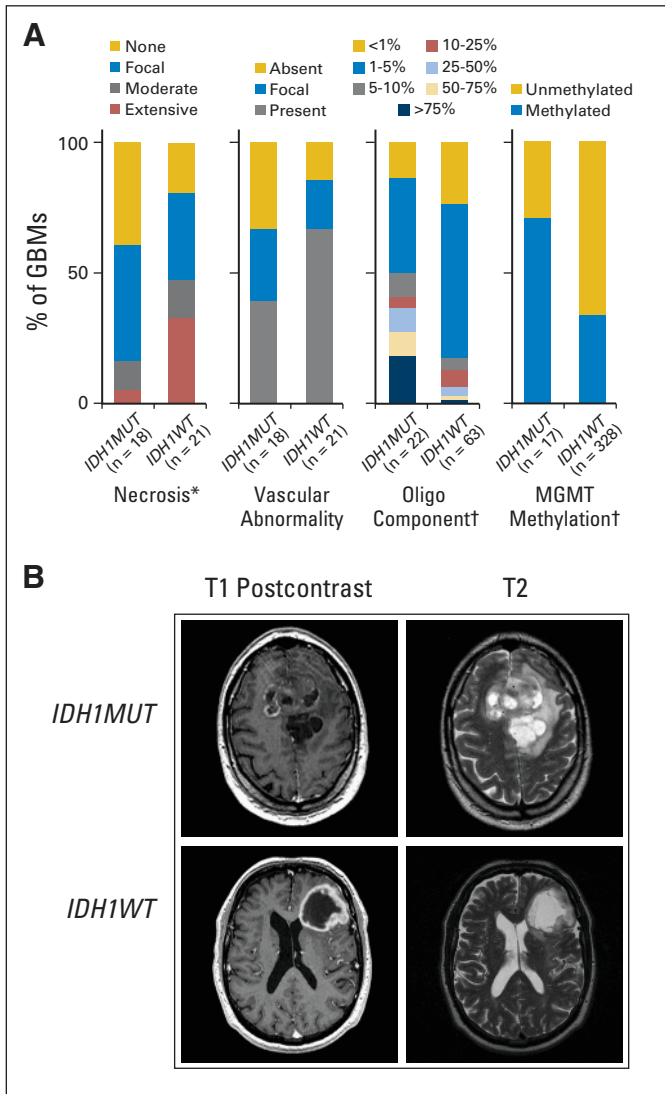 A
None
Focal
Moderate
Extensive
Absent
Focal
Present
<1%
10-25%
1-5%
25-50%
5-10%
50-75%
>75%
Unmethylated
Methylated
% of GBMs
100
50
0
IDH1MUT
(n = 18)
IDH1WT
(n = 21)
Necrosis*
IDH1MUT
(n = 18)
IDH1WT
(n = 21)
Vascular
Abnormality
IDH1MUT
(n = 22)
IDH1WT
(n = 63)
Oligo
Component†
IDH1MUT
(n = 17)
IDH1WT
(n = 328)
MGMT
Methylation†
B
T1 Postcontrast
T2
IDH1MUT
IDH1WT